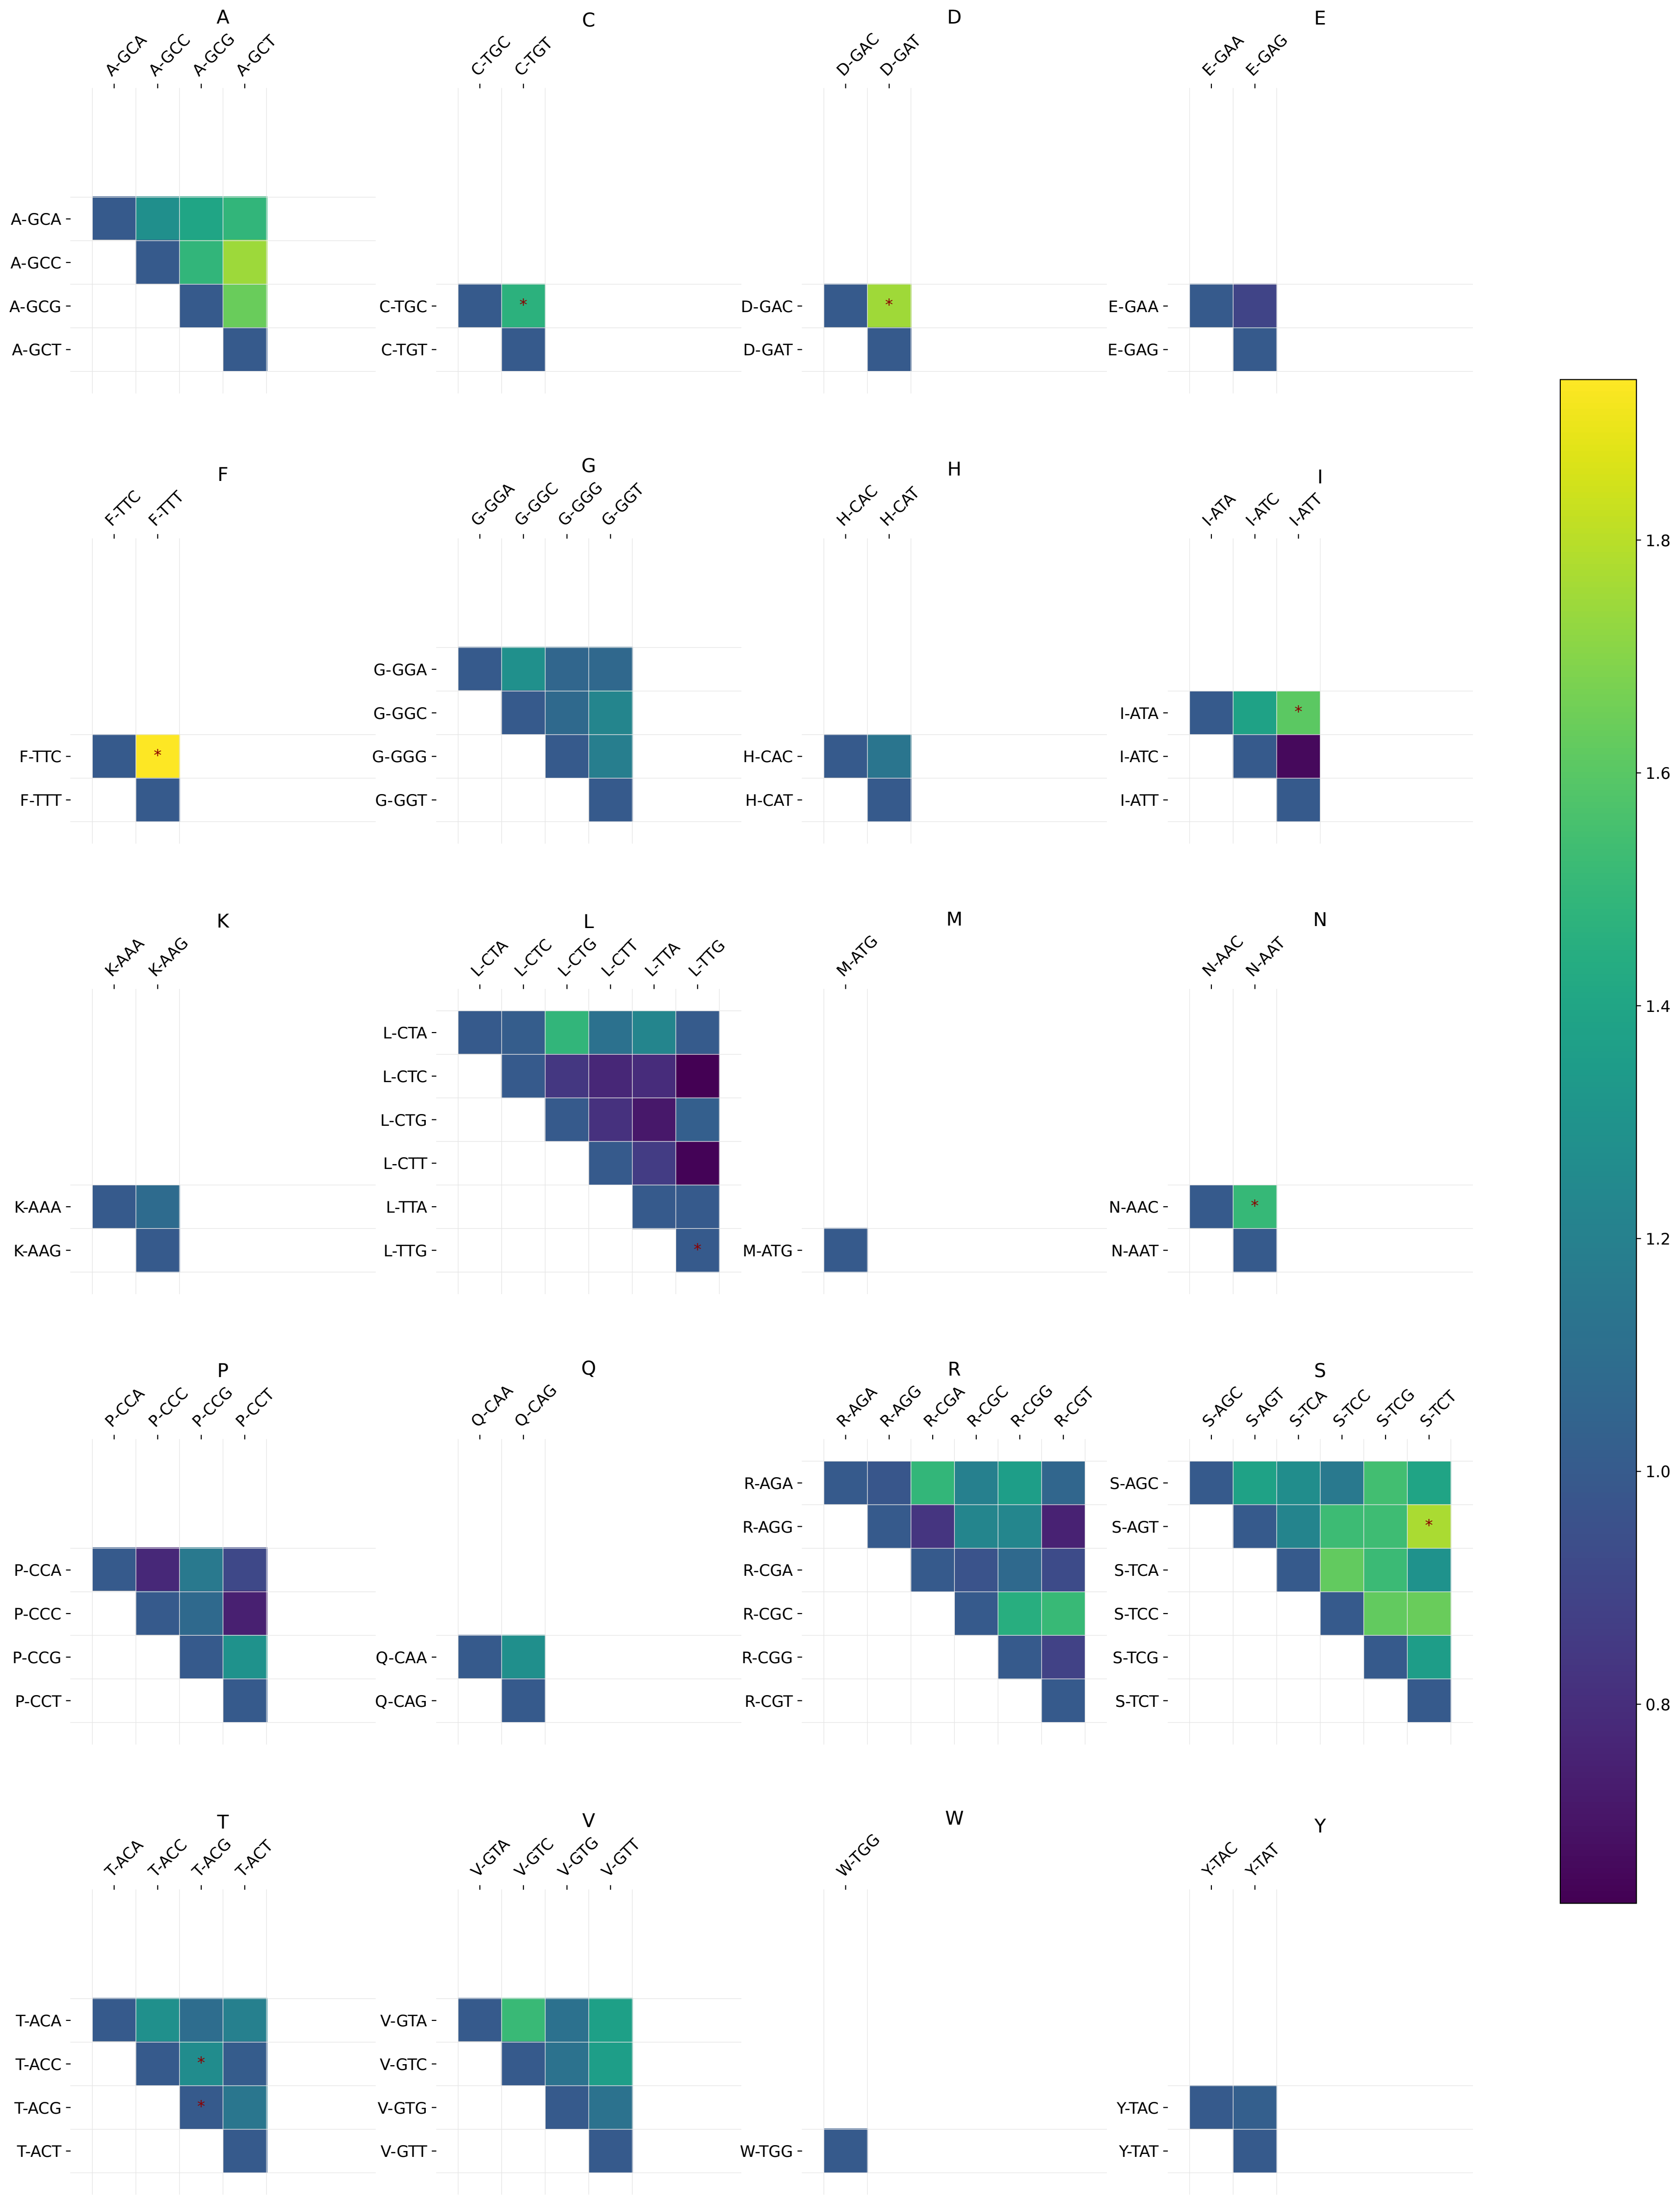 A
C
D
E
A-GCA A-GCC A-GCG A-GCT
C-TGC C-TGT
D-GAC D-GAT
E-GAA E-GAG
A-GCA
A-GCC
A-GCG
A-GCT
C-TGC *
C-TGT
D-GAC *
D-GAT
E-GAA
E-GAG
F
G
H
I
F-TTC F-TTT
G-GGA G-GGC G-GGG G-GGT
H-CAC H-CAT
I-ATA I-ATC I-ATT
F-TTC *
F-TTT
G-GGA
G-GGC
G-GGG
G-GGT
H-CAC
H-CAT
I-ATA *
I-ATC
I-ATT
K
L
M
N
K-AAA K-AAG
L-CTA L-CTC L-CTG L-CTT L-TTA L-TTG
M-ATG
N-AAC N-AAT
K-AAA
K-AAG
L-CTA
L-CTC
L-CTG
L-CTT
L-TTA
L-TTG *
M-ATG
N-AAC *
N-AAT
P
Q
R
S
P-CCA P-CCC P-CCG P-CCT
Q-CAA Q-CAG
R-AGA R-AGG R-CGA R-CGC R-CGG R-CGT
S-AGC S-AGT S-TCA S-TCC S-TCG S-TCT
P-CCA
P-CCC
P-CCG
P-CCT
Q-CAA
Q-CAG
R-AGA
R-AGG
R-CGA
R-CGC
R-CGG
R-CGT
S-AGC
S-AGT *
S-TCA
S-TCC
S-TCG
S-TCT
T
V
W
Y
T-ACA T-ACC T-ACG T-ACT
V-GTA V-GTC V-GTG V-GTT
W-TGG
Y-TAC Y-TAT
T-ACA
T-ACC *
T-ACG *
T-ACT
V-GTA
V-GTC
V-GTG
V-GTT
W-TGG
Y-TAC
Y-TAT
1.8
1.6
1.4
1.2
1.0
0.8